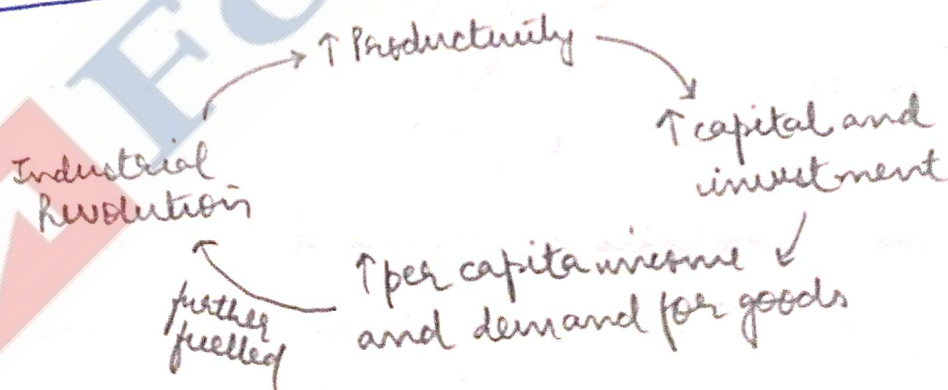 ↑ Productivity
↑ capital and
investment
Industrial
Revolution
↑ per capita income
and demand for goods
further
fuelled